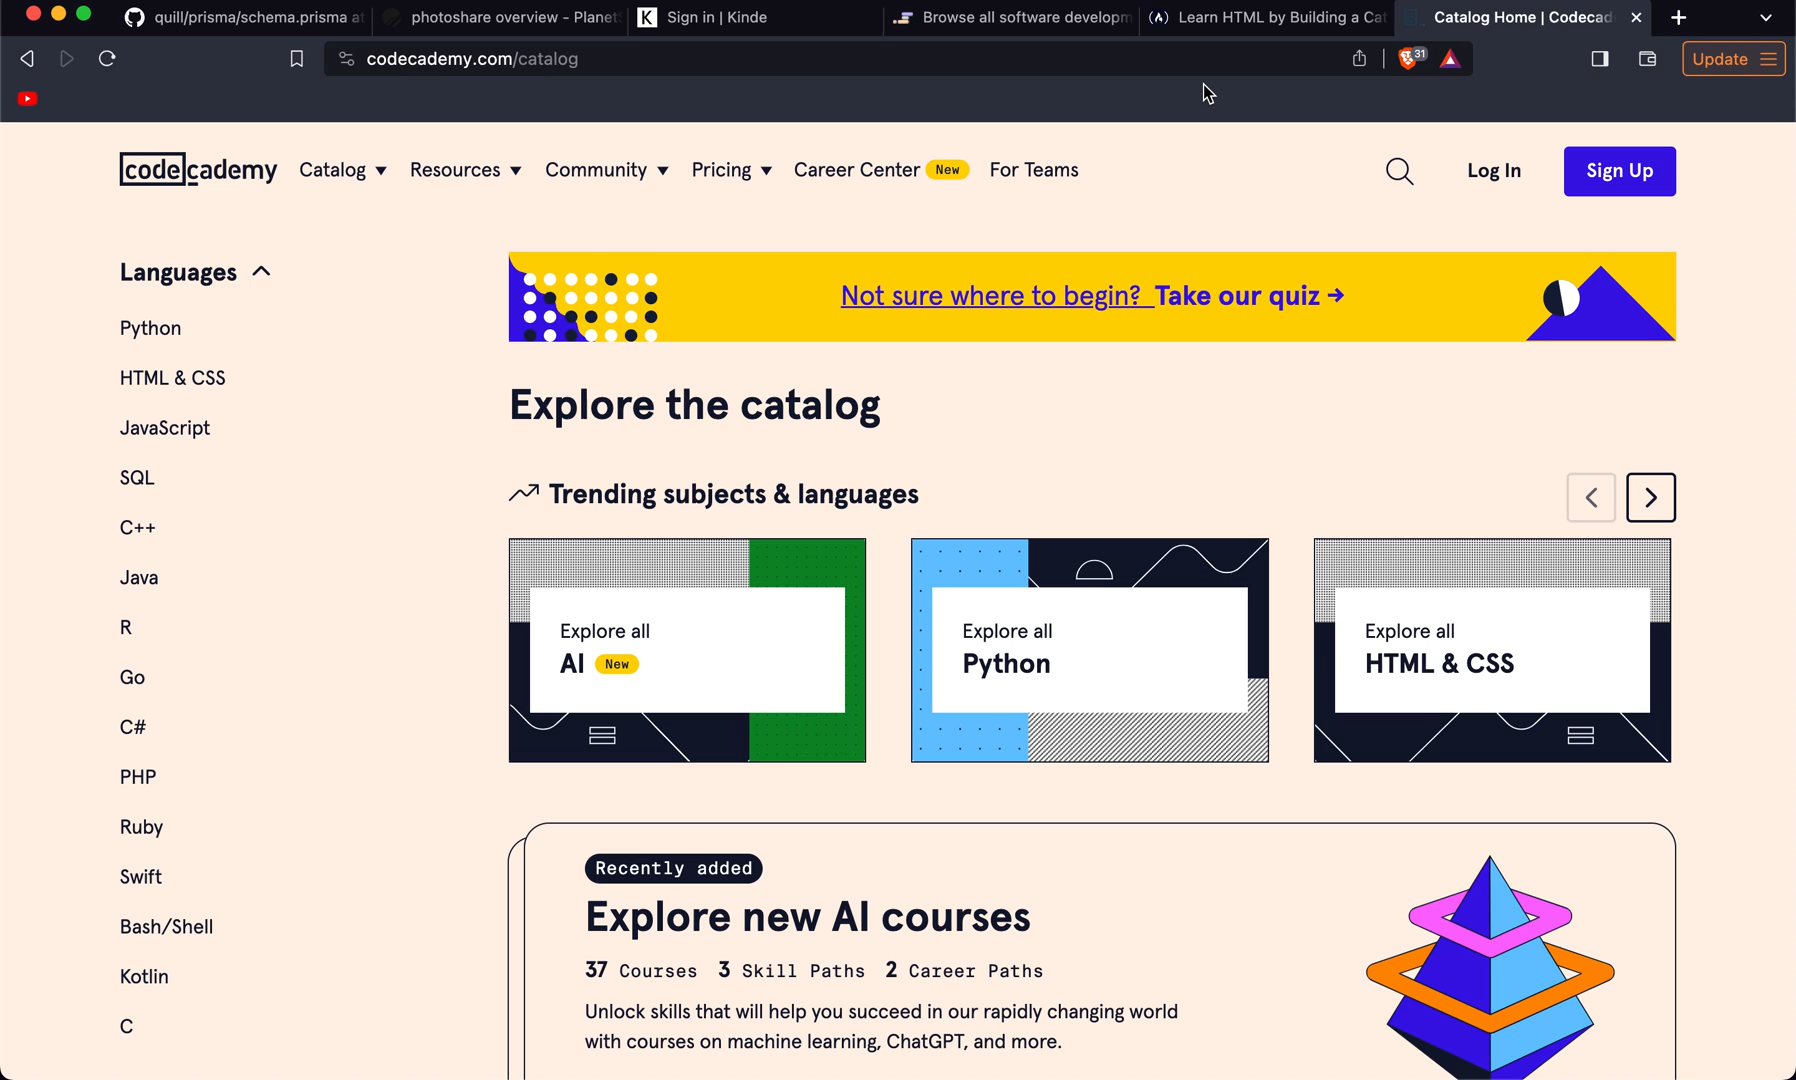 quill/prisma/schema.prisma at
photoshare overview - Planet
Sign in | Kinde
Browse all software developm
Learn HTML by Building a Cat
Catalog Home | Codecad
codecademy.com/catalog
31
Update
codecademy
Catalog
Resources
Community
Pricing
Career Center New
For Teams
Log In
Sign Up
Languages
Python
HTML & CSS
JavaScript
SQL
C++
Java
R
Go
C#
PHP
Ruby
Swift
Bash/Shell
Kotlin
C
Not sure where to begin? Take our quiz →
Explore the catalog
Trending subjects & languages
Explore all
AI New
Explore all
Python
Explore all
HTML & CSS
Recently added
Explore new AI courses
37 Courses 3 Skill Paths 2 Career Paths
Unlock skills that will help you succeed in our rapidly changing world
with courses on machine learning, ChatGPT, and more.